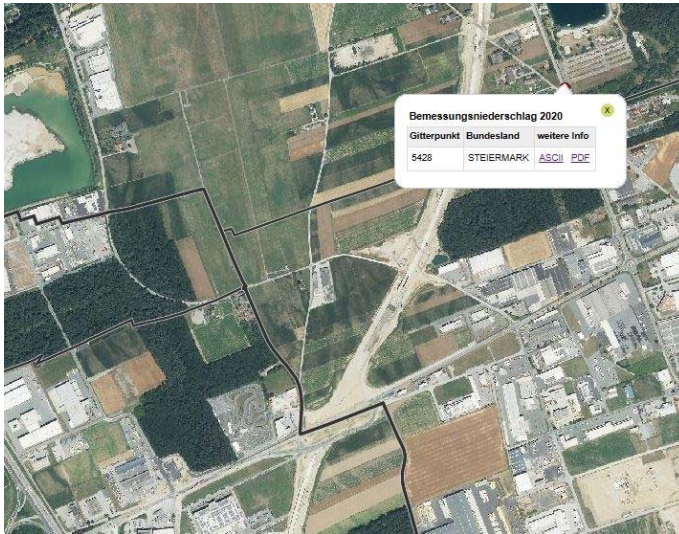 Bemessungsniederschlag 2020
X
Gitterpunkt Bundesland weitere Info
5428 STEIERMARK ASCII PDF